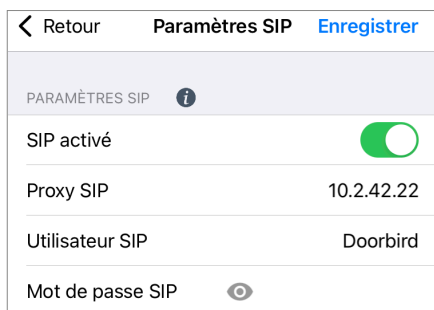 Retour Paramètres SIP Enregistrer
PARAMÈTRES SIP i
SIP activé
Proxy SIP 10.2.42.22
Utilisateur SIP Doorbird
Mot de passe SIP